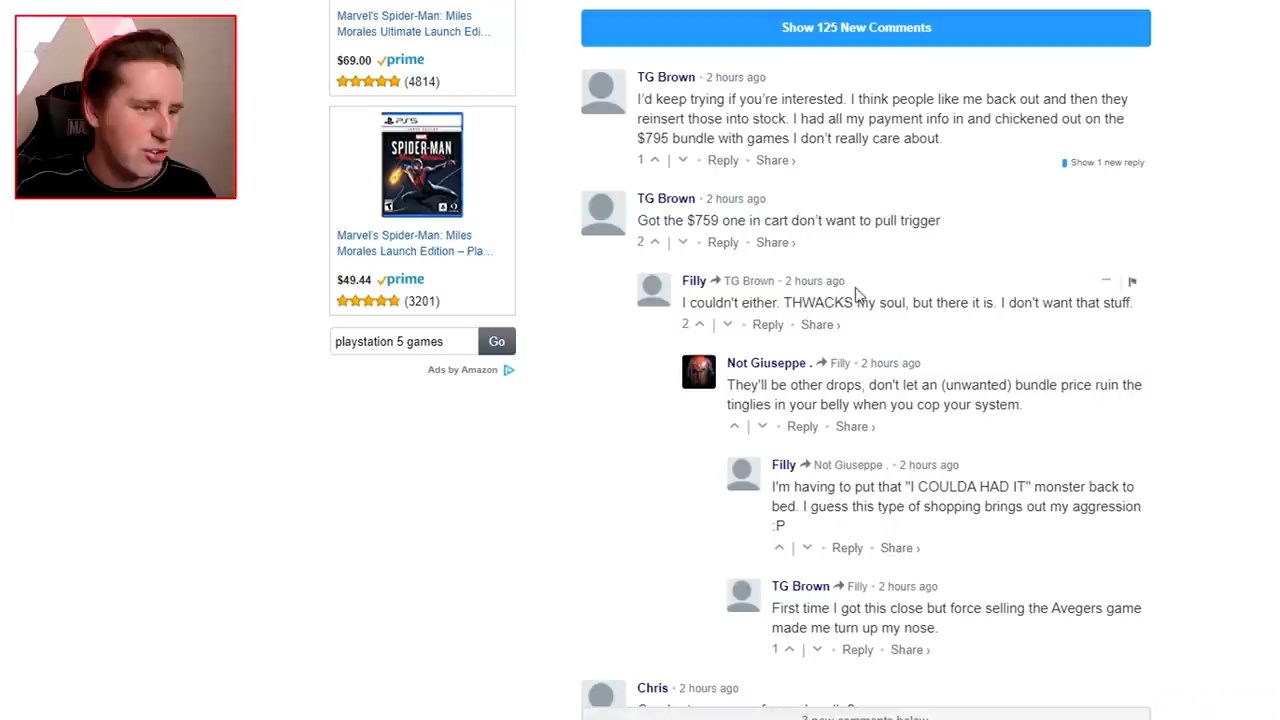 Marvel's Spider-Man: Miles
Morales Ultimate Launch Edi...
$69.00 prime
(4814)
PS5
MARVEL
SPIDER-MAN
Marvel's Spider-Man: Miles
Morales Launch Edition – Pla...
$49.44 prime
(3201)
playstation 5 games Go
Ads by Amazon
Show 125 New Comments
TG Brown • 2 hours ago
I'd keep trying if you're interested. I think people like me back out and then they
reinsert those into stock. I had all my payment info in and chickened out on the
$795 bundle with games I don't really care about.
1 • Reply • Share ›
Show 1 new reply
TG Brown • 2 hours ago
Got the $759 one in cart don't want to pull trigger
2 • Reply • Share ›
Filly TG Brown • 2 hours ago
I couldn't either. THWACKS my soul, but there it is. I don't want that stuff.
2 • Reply • Share ›
Not Giuseppe . Filly • 2 hours ago
They'll be other drops, don't let an (unwanted) bundle price ruin the
tinglies in your belly when you cop your system.
• Reply • Share ›
Filly Not Giuseppe . • 2 hours ago
I'm having to put that "I COULDA HAD IT" monster back to
bed. I guess this type of shopping brings out my aggression
:P
• Reply • Share ›
TG Brown Filly • 2 hours ago
First time I got this close but force selling the Avegers game
made me turn up my nose.
1 • Reply • Share ›
Chris • 2 hours ago